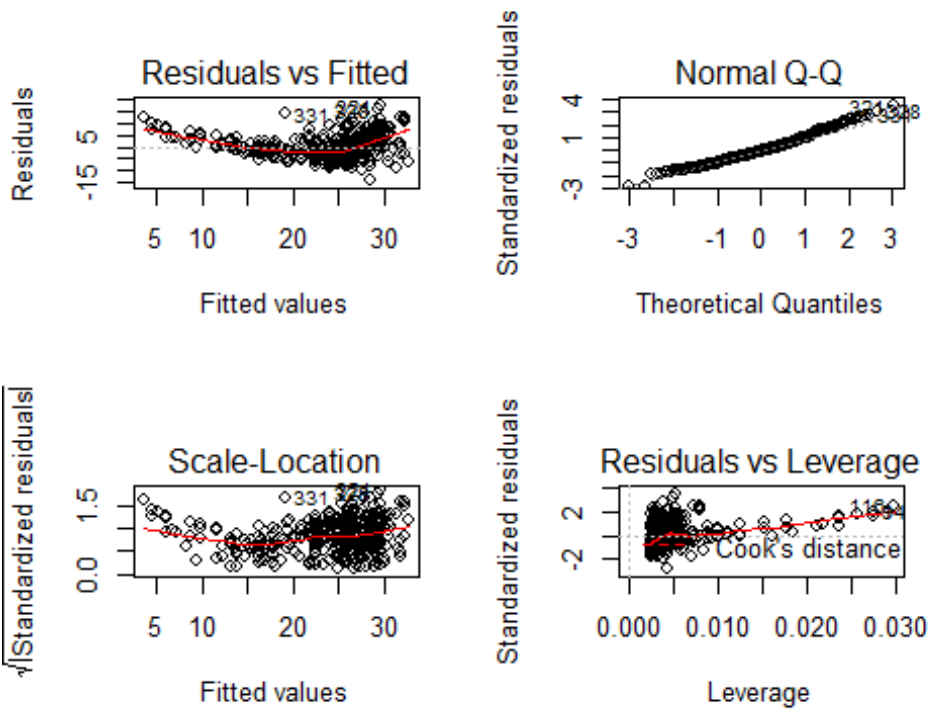 Residuals vs Fitted
Residuals
5
-15
331
5 10 20 30
Fitted values
Normal Q-Q
Standardized residuals
4
1
-3
-3 -1 0 1 2 3
Theoretical Quantiles
Scale-Location
√|Standardized residuals|
1.5
0.0
331
5 10 20 30
Fitted values
Residuals vs Leverage
Standardized residuals
2
-2
Cook's distance
0.000 0.010 0.020 0.030
Leverage